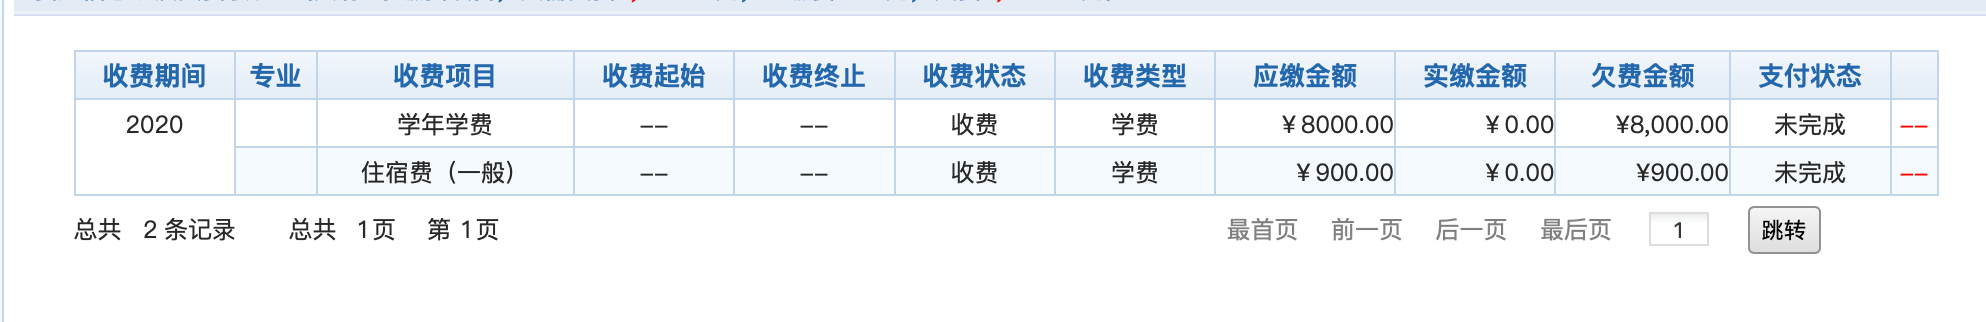 收费期间 专业 收费项目 收费起始 收费终止 收费状态 收费类型 应缴金额 实缴金额 欠费金额 支付状态
2020 学年学费 -- -- 收费 学费 ¥8000.00 ¥0.00 ¥8,000.00 未完成 --
住宿费（一般） -- -- 收费 学费 ¥900.00 ¥0.00 ¥900.00 未完成 --
总共 2 条记录 总共 1页 第 1页 最首页 前一页 后一页 最后页 1 跳转